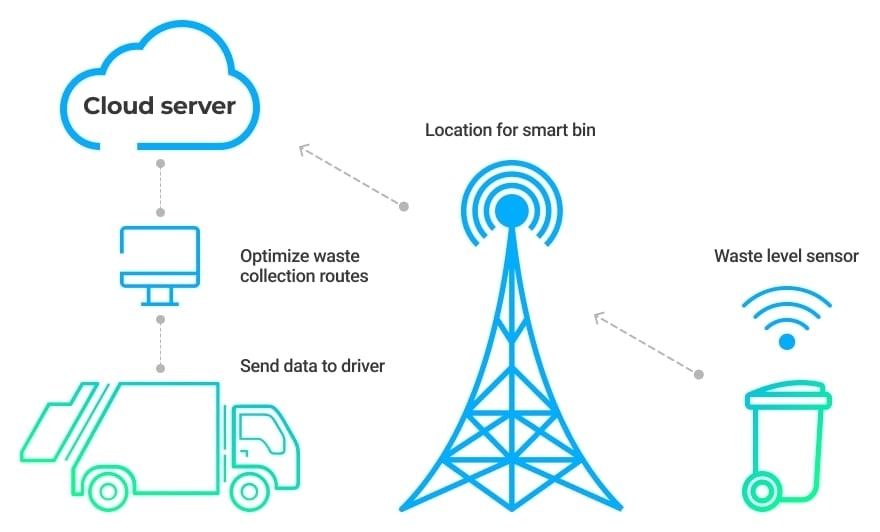 Cloud server
Location for smart bin
Optimize waste
collection routes
Waste level sensor
Send data to driver